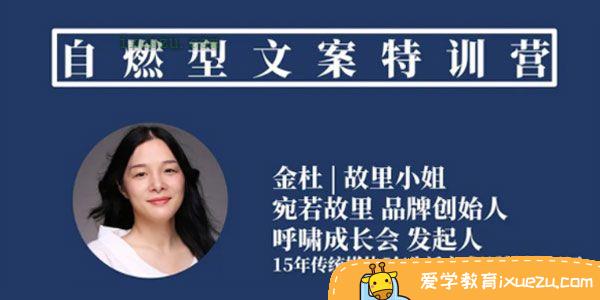 自燃型文案特训营
金杜 | 故里小姐
宛若故里 品牌创始人
呼啸成长会 发起人
15年传统媒体
爱学教育ixuezu.com